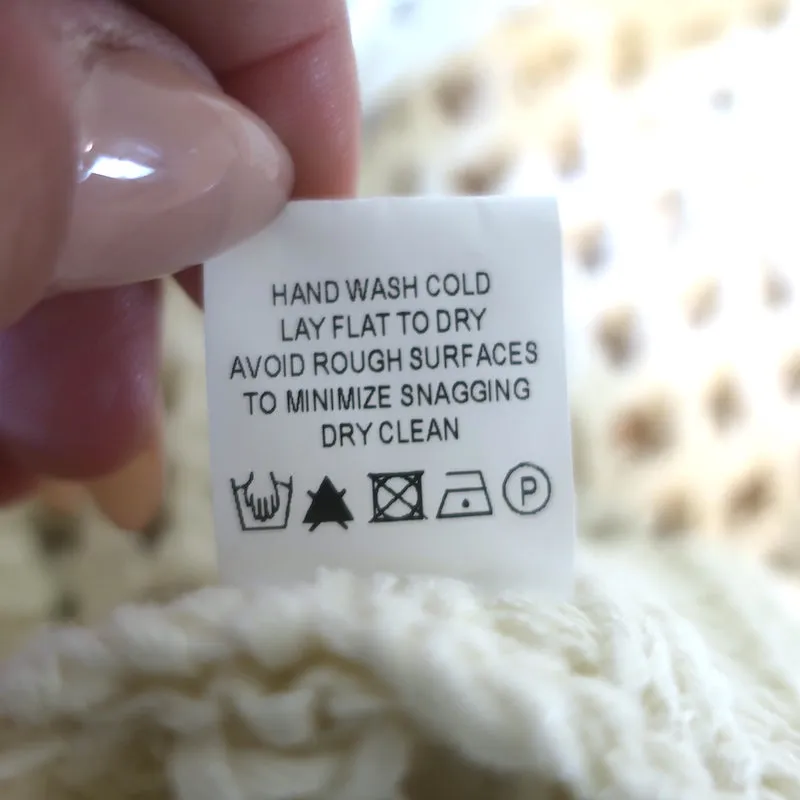 HAND WASH COLD
LAY FLAT TO DRY
AVOID ROUGH SURFACES
TO MINIMIZE SNAGGING
DRY CLEAN
P